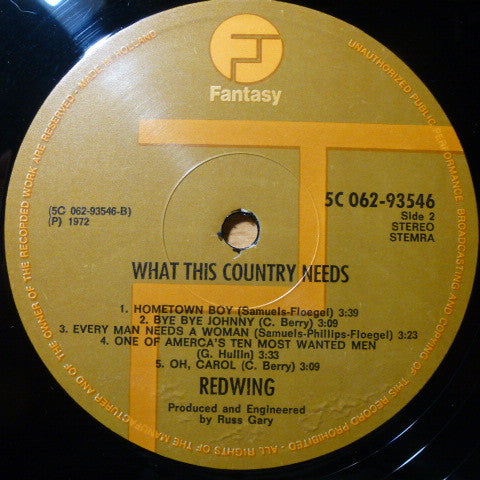 Fantasy
5C 062-93546
Side 2
STEREO
STEMRA
(5C 062-93546-B)
(P) 1972
WHAT THIS COUNTRY NEEDS
1. HOMETOWN BOY (Samuels-Floegel) 3:39
2. BYE BYE JOHNNY (C. Berry) 3:09
3. EVERY MAN NEEDS A WOMAN (Samuels-Phillips-Floegel) 3:23
4. ONE OF AMERCA'S TEN MOST WANTED MEN
(G. Hullin) 3:33
5. OH, CAROL (C. Berry) 3:09
REDWING
Produced and Engineered
by Russ Gary
ALL RIGHTS OF THE MANUFACTURER AND OF THE OWNER OF THE RECORDED WORK ARE RESERVED - MADE IN HOLLAND
UNAUTHORIZED PUBLIC PERFORMANCE, BROADCASTING AND COPYING OF THIS RECORD PROHIBITED -